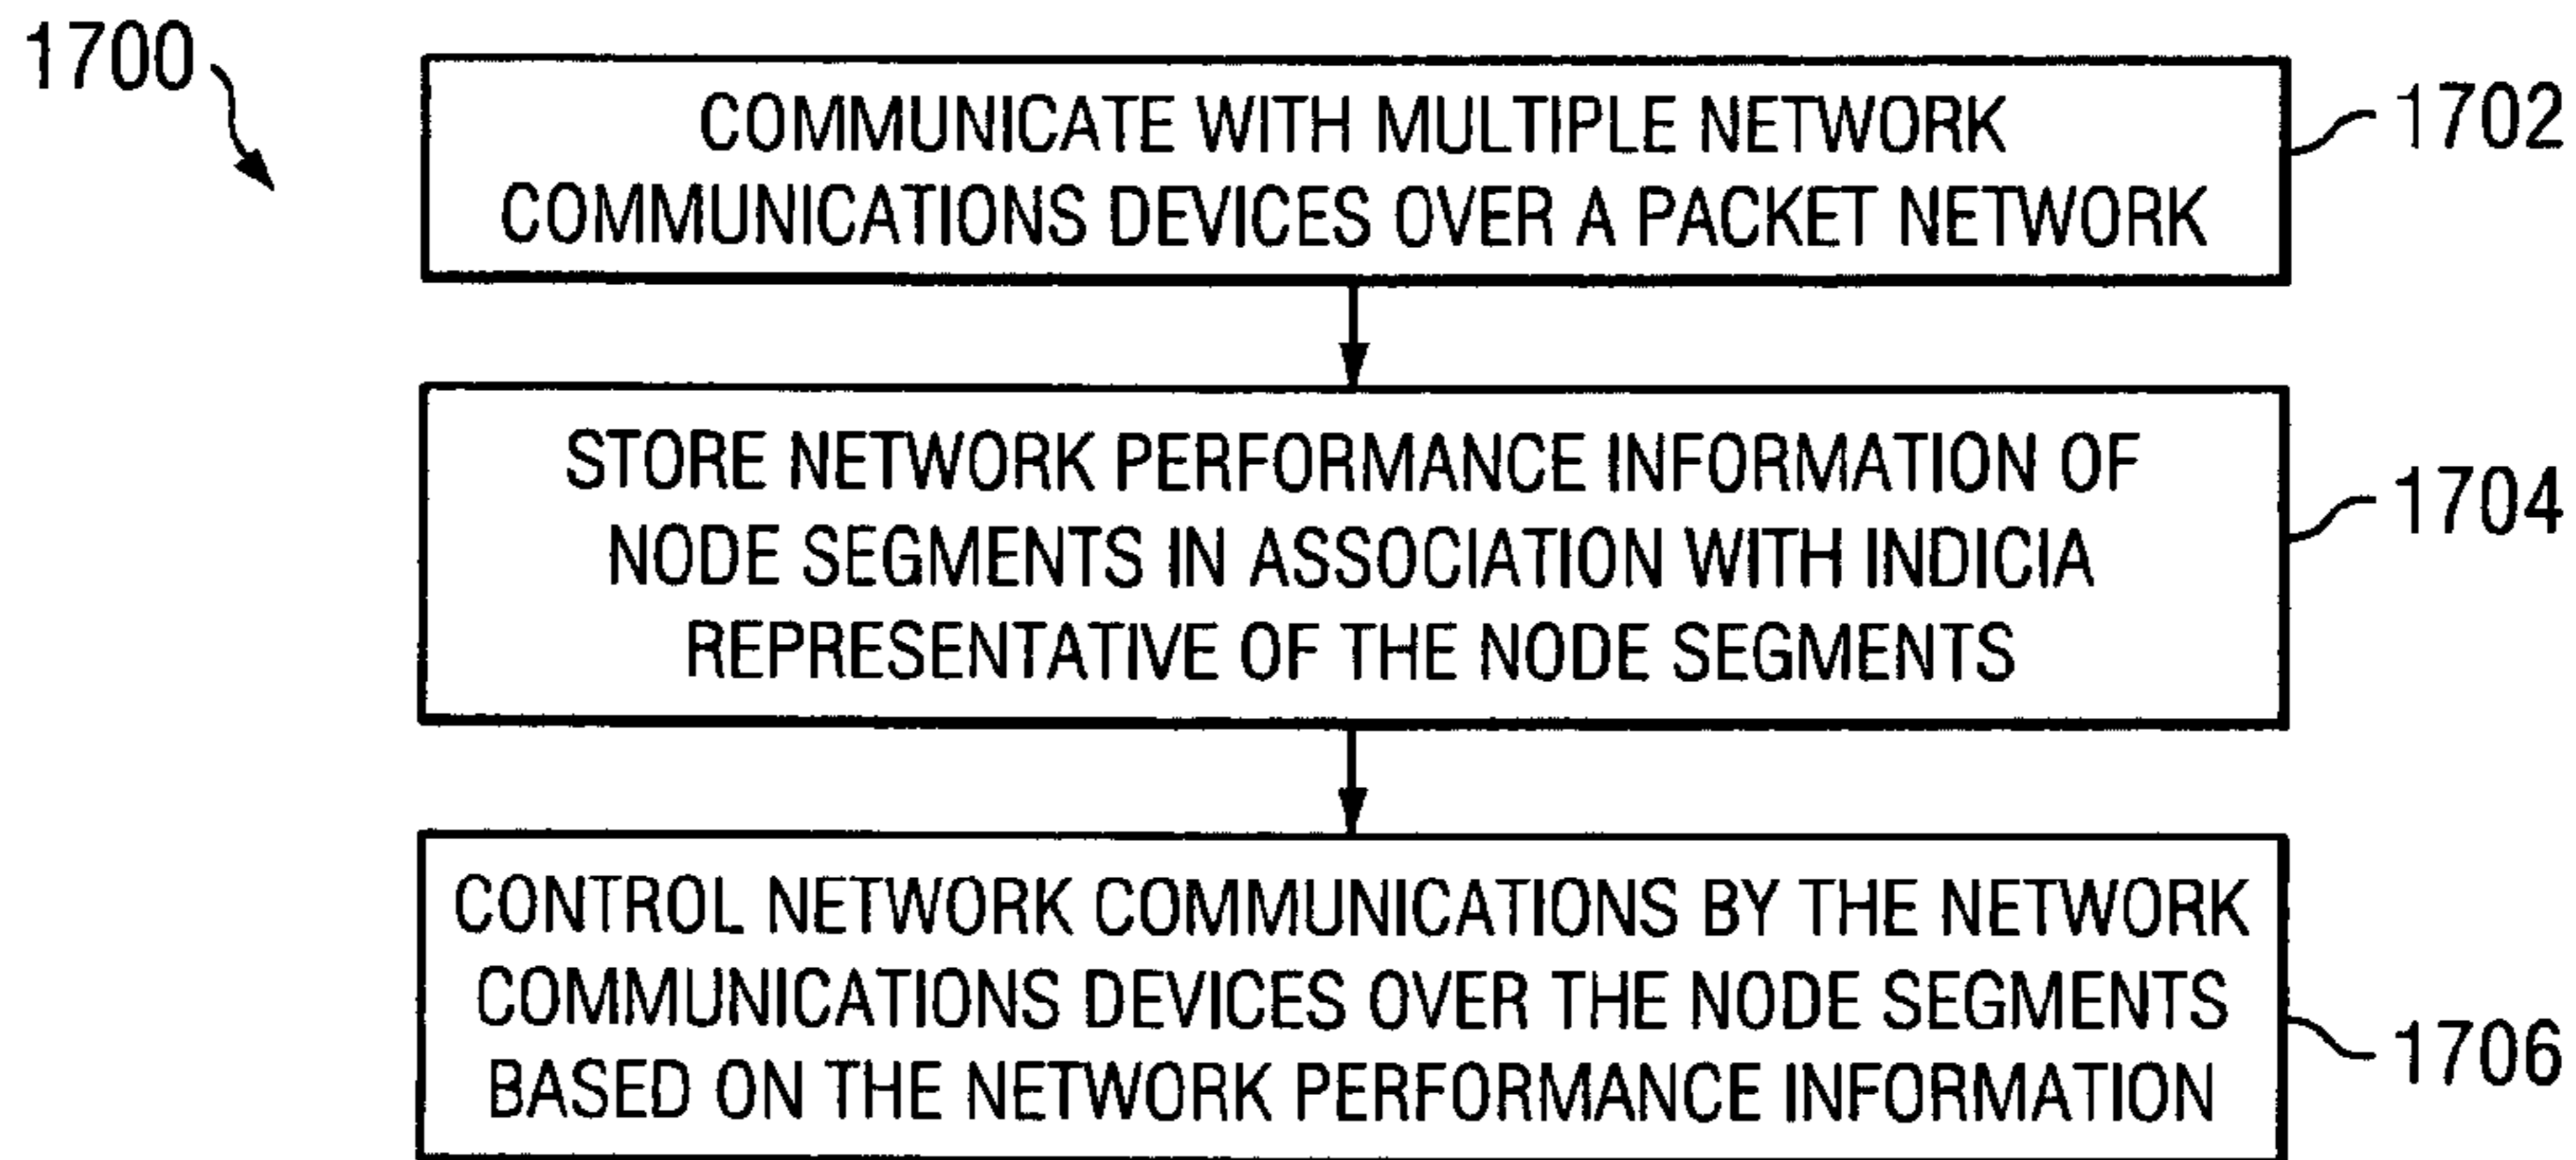 1700
COMMUNICATE WITH MULTIPLE NETWORK
COMMUNICATIONS DEVICES OVER A PACKET NETWORK
1702
STORE NETWORK PERFORMANCE INFORMATION OF
NODE SEGMENTS IN ASSOCIATION WITH INDICIA
REPRESENTATIVE OF THE NODE SEGMENTS
1704
CONTROL NETWORK COMMUNICATIONS BY THE NETWORK
COMMUNICATIONS DEVICES OVER THE NODE SEGMENTS
BASED ON THE NETWORK PERFORMANCE INFORMATION
1706